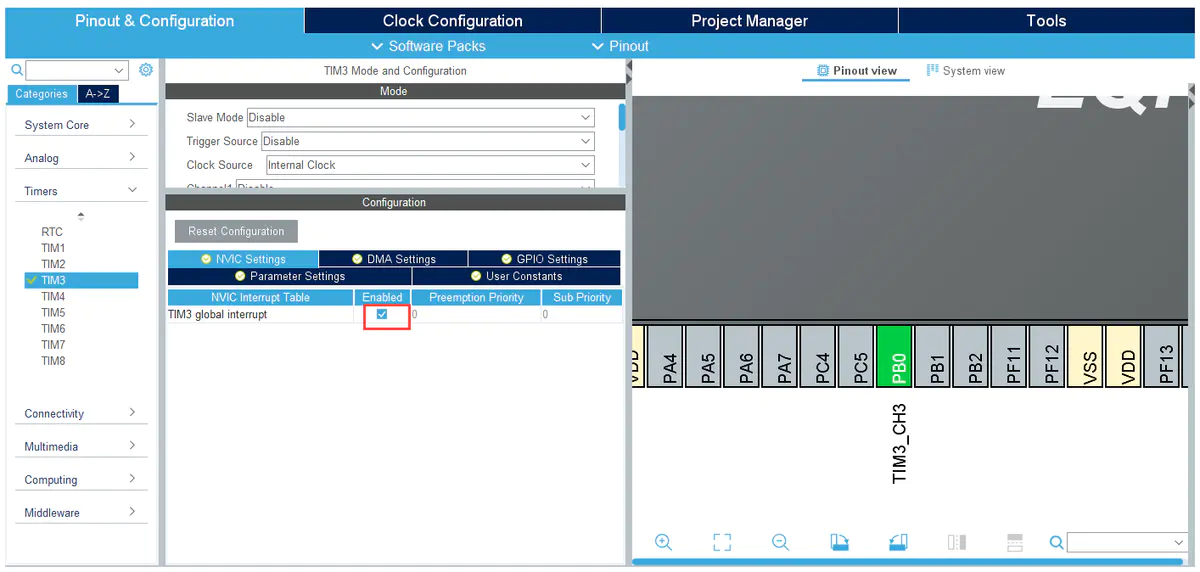 Pinout & Configuration
Clock Configuration
Project Manager
Tools
Software Packs
Pinout
Categories
A->Z
System Core
Analog
Timers
RTC
TIM1
TIM2
TIM3
TIM4
TIM5
TIM6
TIM7
TIM8
Connectivity
Multimedia
Computing
Middleware
TIM3 Mode and Configuration
Mode
Slave Mode Disable
Trigger Source Disable
Clock Source Internal Clock
Channel1 Disable
Configuration
Reset Configuration
NVIC Settings
DMA Settings
GPIO Settings
Parameter Settings
User Constants
NVIC Interrupt Table Enabled Preemption Priority Sub Priority
TIM3 global interrupt 0 0
Pinout view
System view
VDD
PA4
PA5
PA6
PA7
PC4
PC5
PB0
PB1
PB2
PF11
PF12
VSS
VDD
PF13
TIM3_CH3